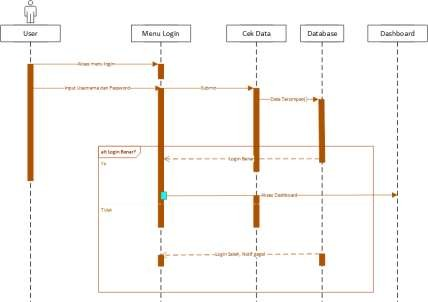 User
Menu Login
Cek Data
Database
Dashboard
Akses menu login
Input Username dan Password
Submit
Data Tersimpan()
alt Login Benar?
Ya
Login Benar
Akses Dashboard
Tidak
Login Salah, Notif gagal